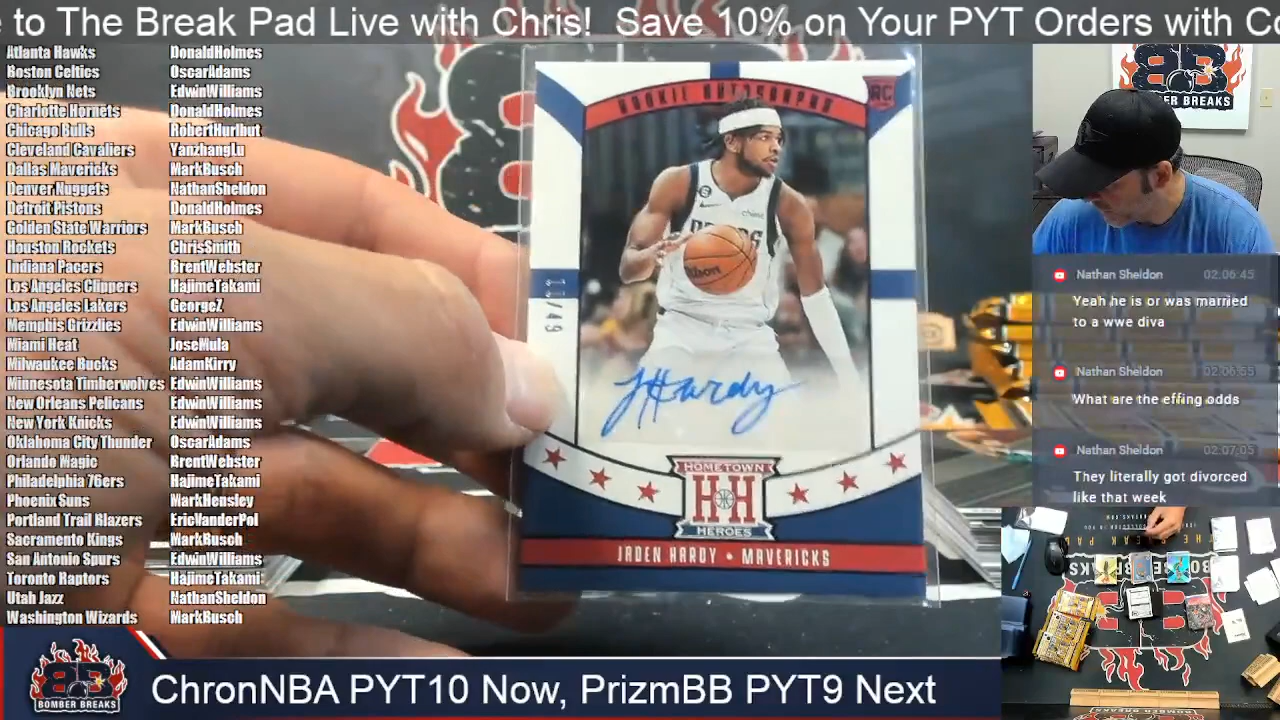 e to The Break Pad Live with Chris! Save 10% on Your PYT Orders with Co
Atlanta Hawks DonaldHolmes
Boston Celtics OscarAdams
Brooklyn Nets EdwinWilliams
Charlotte Hornets DonaldHolmes
Chicago Bulls RobertHurlbut
Cleveland Cavaliers YanzhangLu
Dallas Mavericks MarkBusch
Denver Nuggets NathanSheldon
Detroit Pistons DonaldHolmes
Golden State Warriors MarkBusch
Houston Rockets ChrisSmith
Indiana Pacers BrentWebster
Los Angeles Clippers HajimeTakami
Los Angeles Lakers GeorgeZ
Memphis Grizzlies EdwinWilliams
Miami Heat JoseMula
Milwaukee Bucks AdamKirry
Minnesota Timberwolves EdwinWilliams
New Orleans Pelicans EdwinWilliams
New York Knicks EdwinWilliams
Oklahoma City Thunder OscarAdams
Orlando Magic BrentWebster
Philadelphia 76ers HajimeTakami
Phoenix Suns MarkHensley
Portland Trail Blazers EricVanderPol
Sacramento Kings MarkBusch
San Antonio Spurs EdwinWilliams
Toronto Raptors HajimeTakami
Utah Jazz NathanSheldon
Washington Wizards MarkBusch
ROOKIE AUTOGRAPHS
RC
Wilson
JHardy
HOMETOWN
HH
HEROES
JADEN HARDY • MAVERICKS
BB
BER BREAKS
Nathan Sheldon 02:06:45
Yeah he is or was married
to a wwe diva
Nathan Sheldon 02:06:55
What are the effing odds
Nathan Sheldon 02:07:05
They literally got divorced
like that week
BB
BOMBER BREAKS
ChronNBA PYT10 Now, PrizmBB PYT9 Next